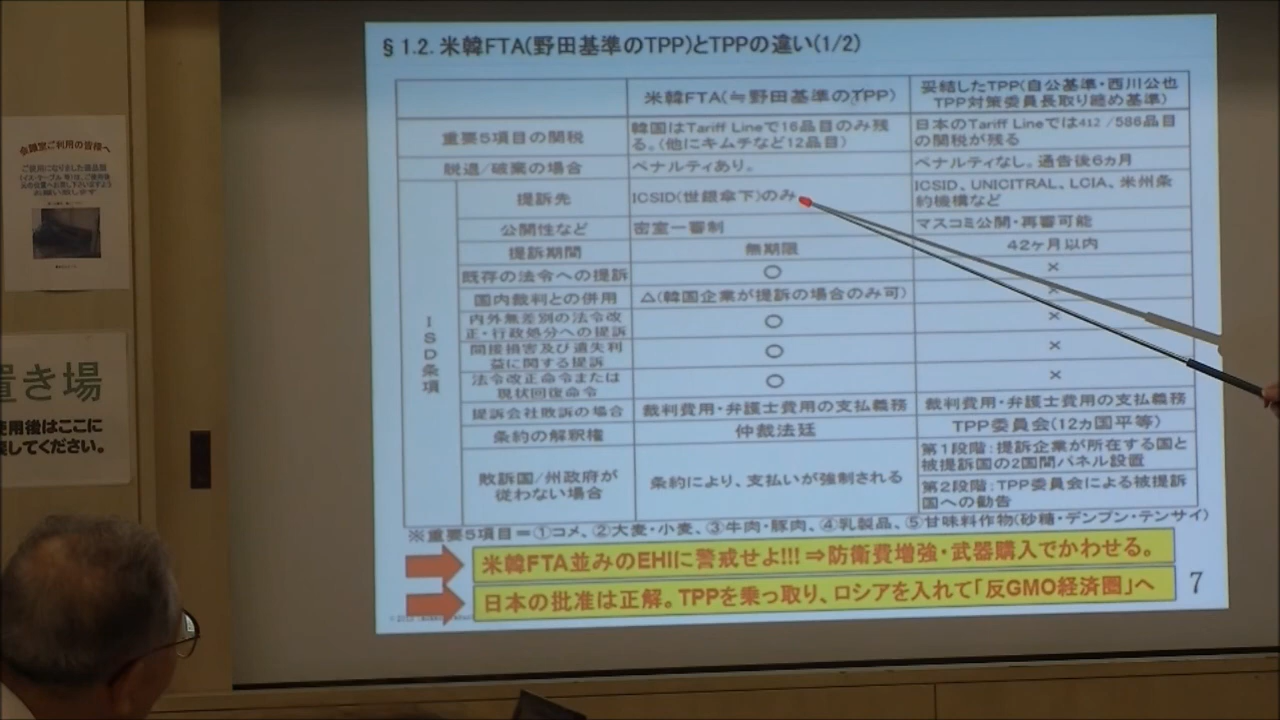 §1.2. 米韓FTA(野田基準のTPP)とTPPの違い(1/2)
米韓FTA(≒野田基準のTPP)
妥結したTPP(自公基準・西川公也
TPP対策委員長取り纏め基準)
重要5項目の関税
韓国はTariff Lineで16品目のみ残
る。(他にキムチなど12品目)
日本のTariff Lineでは412/586品目
の関税が残る
脱退/破棄の場合
ペナルティあり。
ペナルティなし。通告後6ヵ月
ISD条項
提訴先
ICSID(世銀傘下)のみ
ICSID、UNICITRAL、LCIA、米州条
約機構など
公開性など
密室一審制
マスコミ公開・再審可能
提訴期間
無期限
42ヶ月以内
既存の法令への提訴
○
×
国内裁判との併用
△(韓国企業が提訴の場合のみ可)
×
内外無差別の法令改
正・行政処分への提訴
○
×
間接損害及び遺失利
益に関する提訴
○
×
法令改正命令または
現状回復命令
○
×
提訴会社敗訴の場合
裁判費用・弁護士費用の支払義務
裁判費用・弁護士費用の支払義務
条約の解釈権
仲裁法廷
TPP委員会(12ヵ国平等)
敗訴国/州政府が
従わない場合
条約により、支払いが強制される
第1段階:提訴企業が所在する国と
被提訴国の2国間パネル設置
第2段階:TPP委員会による被提訴
国への勧告
※重要5項目=①コメ、②大麦・小麦、③牛肉・豚肉、④乳製品、⑤甘味料作物(砂糖・デンプン・テンサイ)
米韓FTA並みのEHIIに警戒せよ!!! ⇒防衛費増強・武器購入でかわせる。
日本の批准は正解。TPPを乗っ取り、ロシアを入れて「反GMO経済圏」へ
7
会議室ご利用の皆様へ
置き場
使用後はここに
してください。